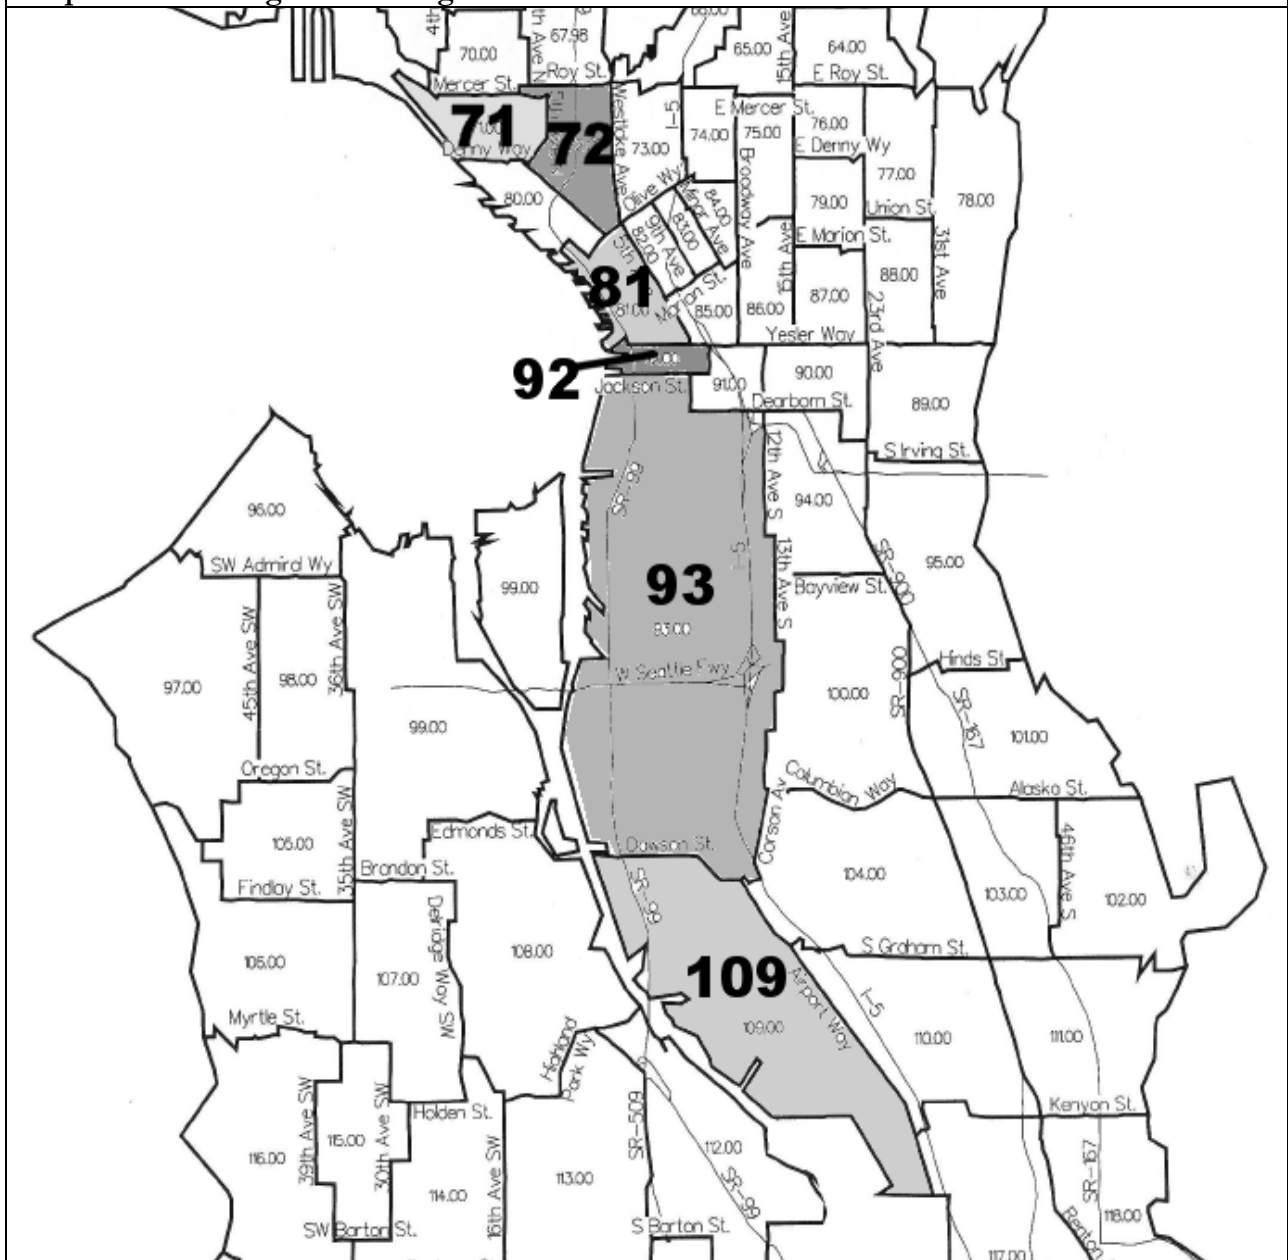 4th
67.98
65.00
15th Ave
64.00
70.00
Roy St.
E Roy St.
Mercer St.
Westlake Ave
I-5
E Mercer St.
76.00
71
72
73.00
74.00
75.00
E Denny Wy
Denny Way
77.00
80.00
Olive Wy
Minor Ave
84.00
Broadway Ave
79.00
Union St.
78.00
9th Ave
83.00
82.00
15th Ave
E Marion St.
31st Ave
88.00
81
81.00
Marion St.
85.00
86.00
87.00
23rd Ave
Yesler Way
92
Jackson St.
91.00
90.00
Dearborn St.
89.00
12th Ave S
S Irving St.
SR-99
94.00
96.00
SW Admiral Wy
99.00
I-5
13th Ave S
SR-900
95.00
Bayview St.
93
93.00
45th Ave SW
36th Ave SW
W Seattle Fwy
Hinds St
97.00
98.00
100.00
SR-900
SR-167
99.00
101.00
Oregon St.
Columbian Way
Alaska St.
Edmonds St.
105.00
35th Ave SW
Dawson St.
Corson Av
46th Ave S
Brandon St.
Findlay St.
SR-99
104.00
103.00
102.00
Delridge Way SW
S Graham St.
106.00
107.00
108.00
109
Airport Way
I-5
Myrtle St.
109.00
110.00
111.00
Highland
Park Wy
39th Ave SW
30th Ave SW
Holden St.
SR-509
Kenyon St.
115.00
116.00
112.00
113.00
SR-99
SR-167
114.00
16th Ave SW
118.00
SW Barton St.
S Barton St.
117.00